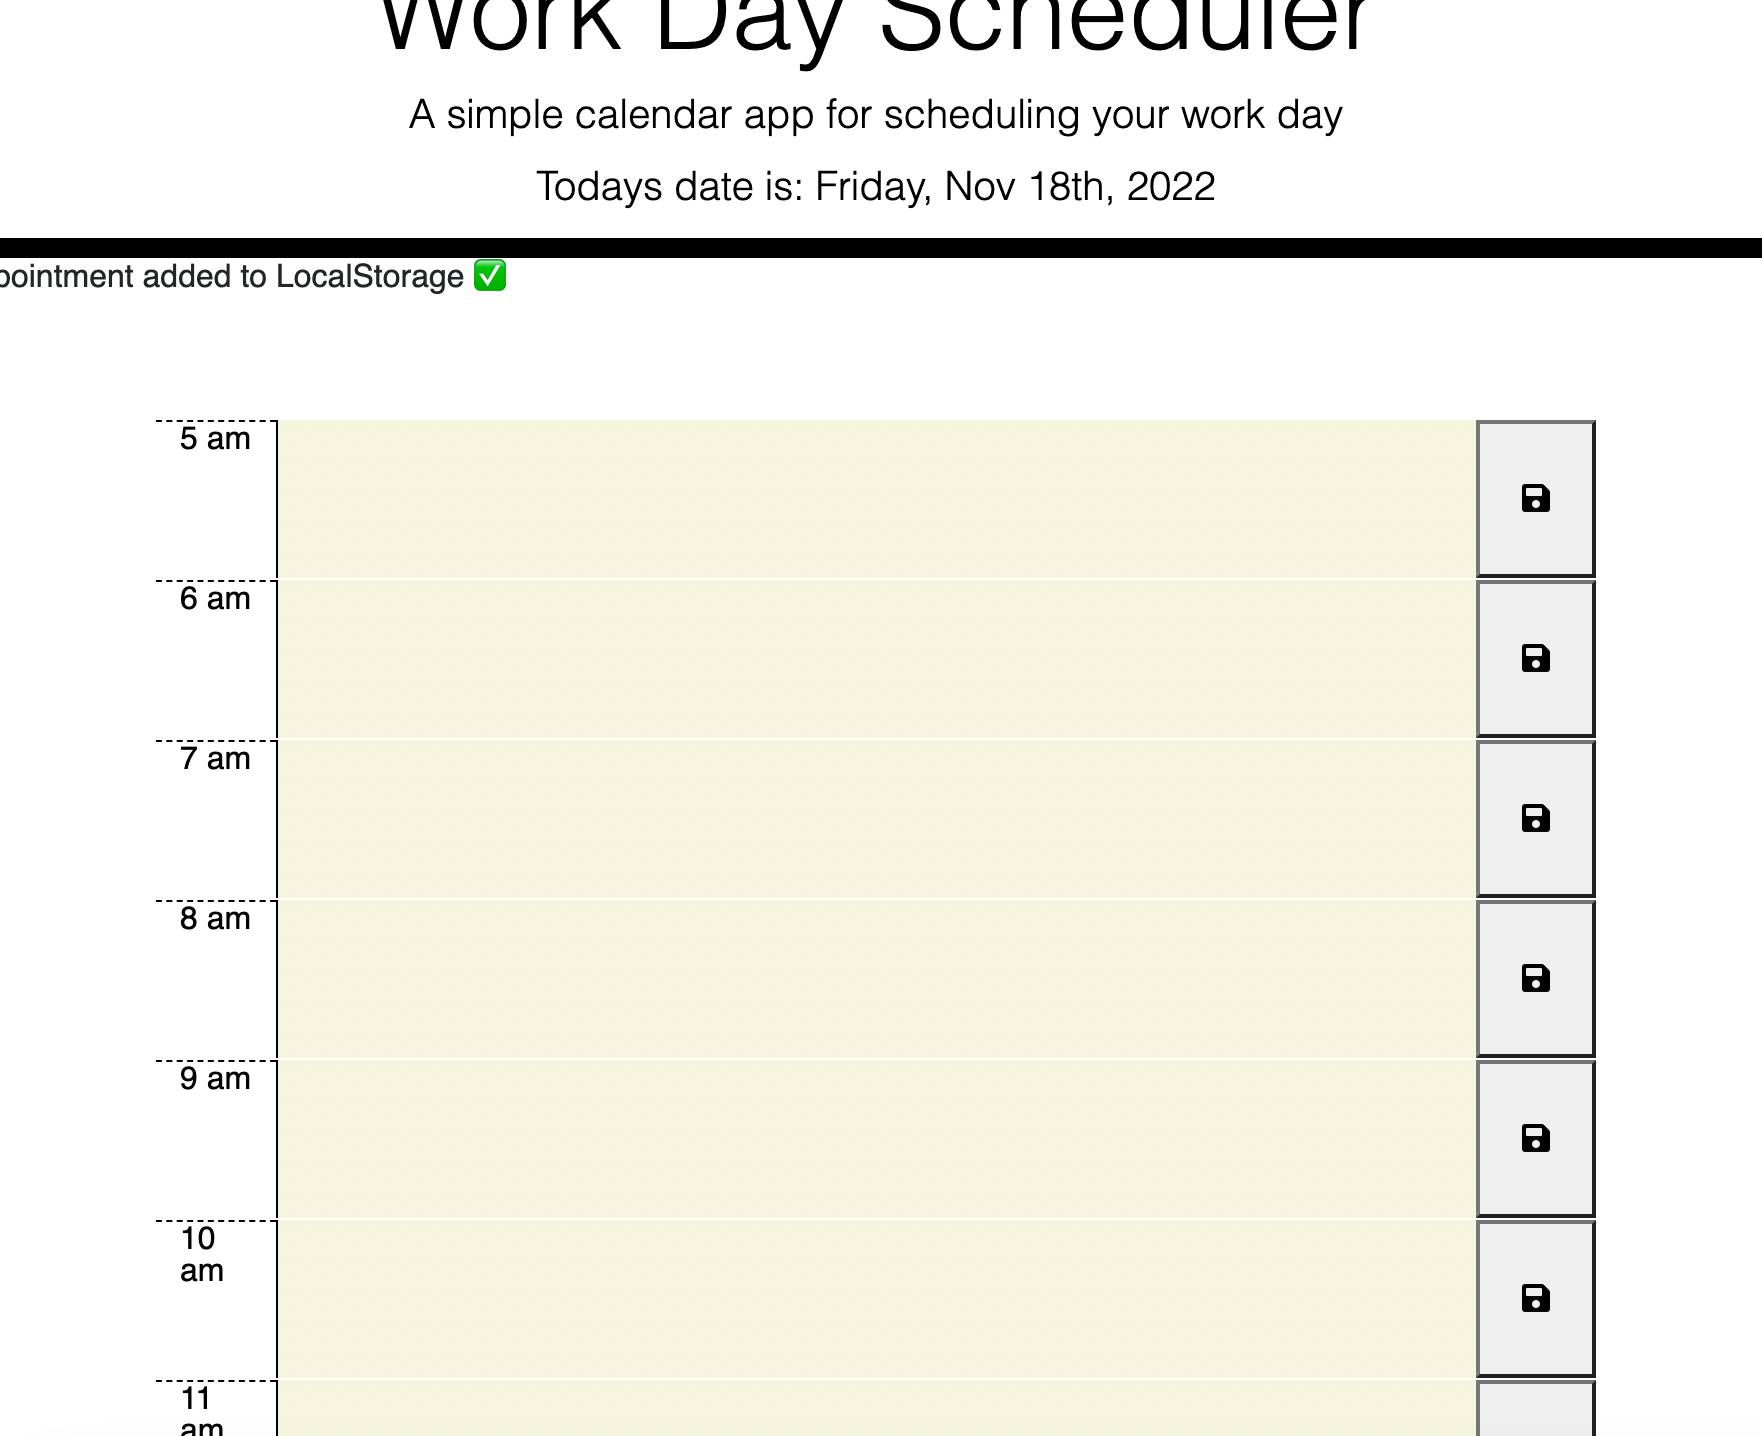 Work Day Scheduler
A simple calendar app for scheduling your work day
Todays date is: Friday, Nov 18th, 2022
pointment added to LocalStorage ✅
5 am
6 am
7 am
8 am
9 am
10
am
11
am